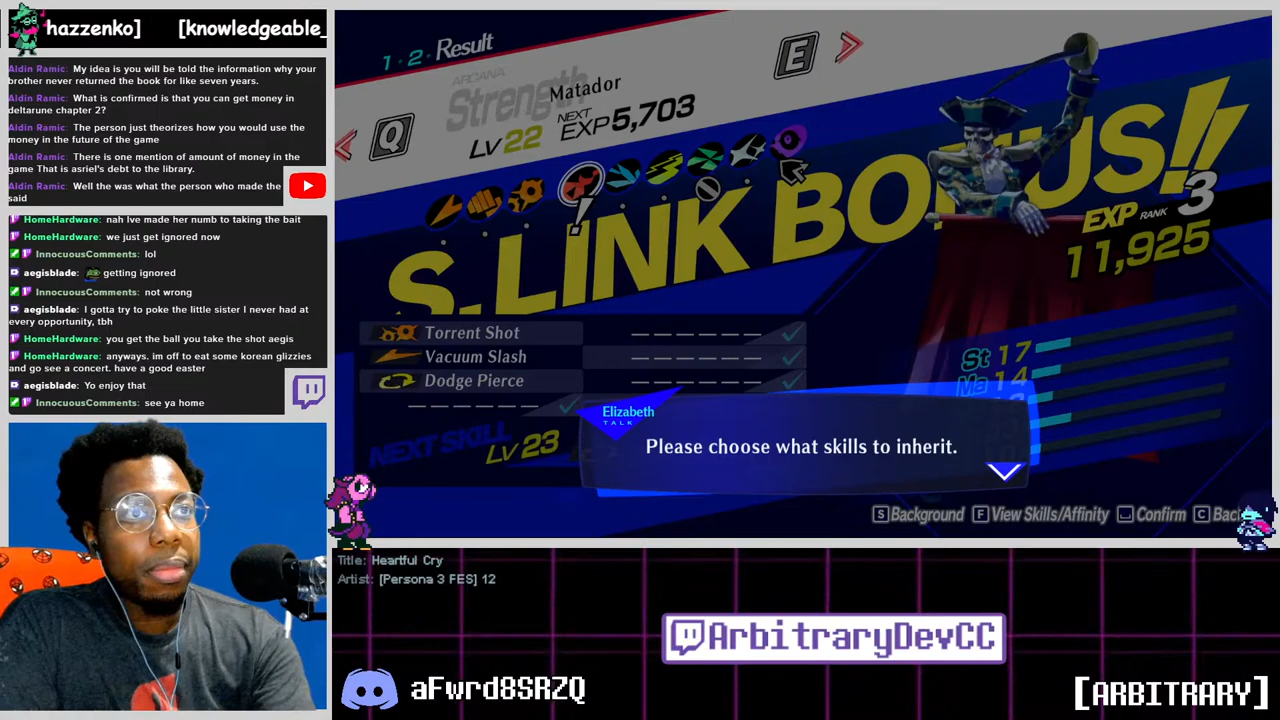 hazzenko]     [knowledgeable_
Aldin Ramic: My idea is you will be told the information why your
brother never returned the book for like seven years.
Aldin Ramic: What is confirmed is that you can get money in
deltarune chapter 2?
Aldin Ramic: The person just theorizes how you would use the
money in the future of the game
Aldin Ramic: There is one mention of amount of money in the
game That is asriel's debt to the library.
Aldin Ramic: Well the was what the person who made the
said
HomeHardware: nah Ive made her numb to taking the bait
HomeHardware: we just get ignored now
InnocuousComments: lol
aegisblade: getting ignored
InnocuousComments: not wrong
aegisblade: I gotta try to poke the little sister I never had at
every opportunity, tbh
HomeHardware: you get the ball you take the shot aegis
HomeHardware: anyways. im off to eat some korean glizzies
and go see a concert. have a good easter
aegisblade: Yo enjoy that
InnocuousComments: see ya home
1 · 2 · Result
ARCANA
Strength
Matador
Q
Lv 22 NEXT EXP 5,703
E
S.LINK BONUS!!
EXP RANK 3
11,925
Torrent Shot
Vacuum Slash
Dodge Pierce
NEXT SKILL Lv 23
St 17
Ma 14
Elizabeth
TALK
Please choose what skills to inherit.
S Background F View Skills/Affinity Confirm C Bac
Title: Heartful Cry
Artist: [Persona 3 FES] 12
ArbitraryDevCC
aFwrd8SRZQ
[ARBITRARY]